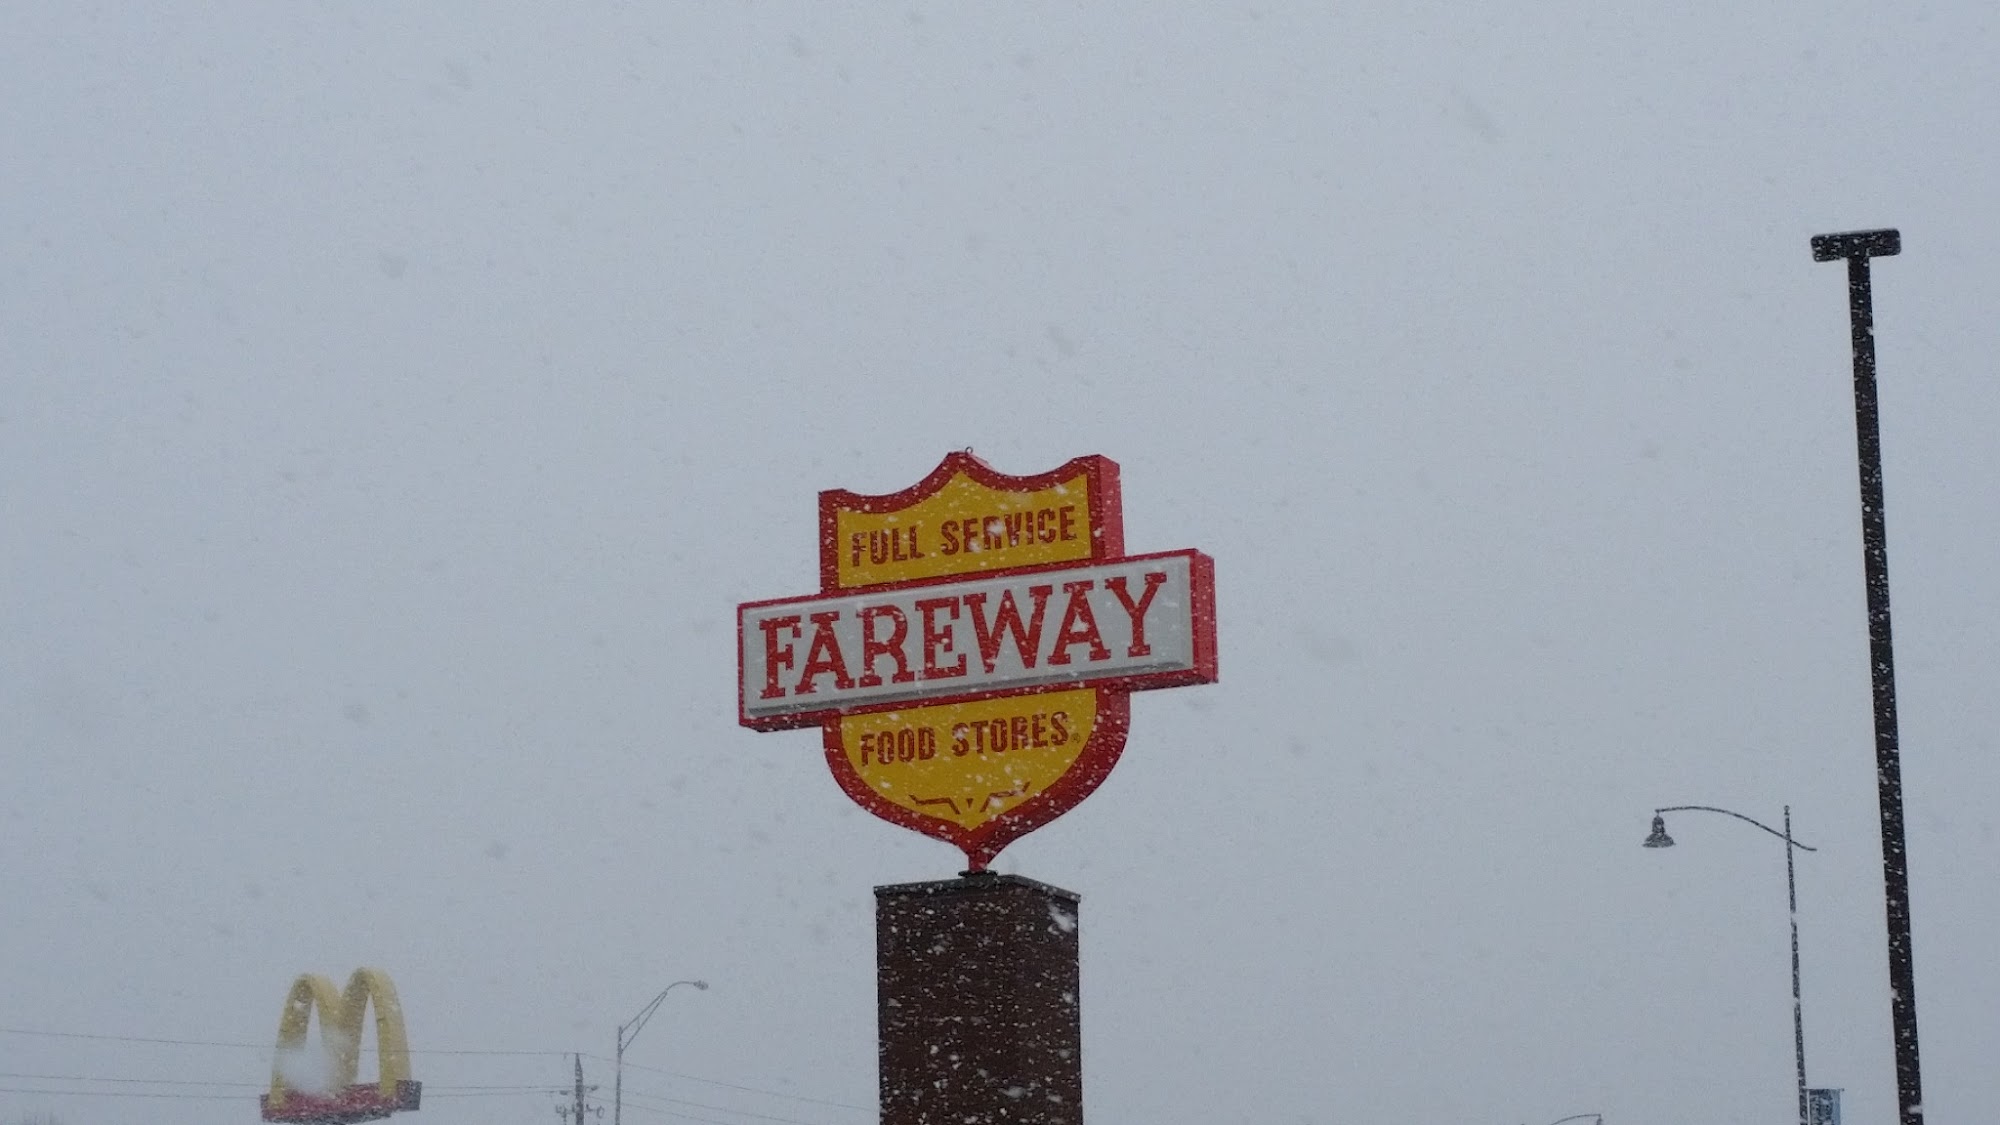 FULL SERVICE
FAREWAY
FOOD STORES®